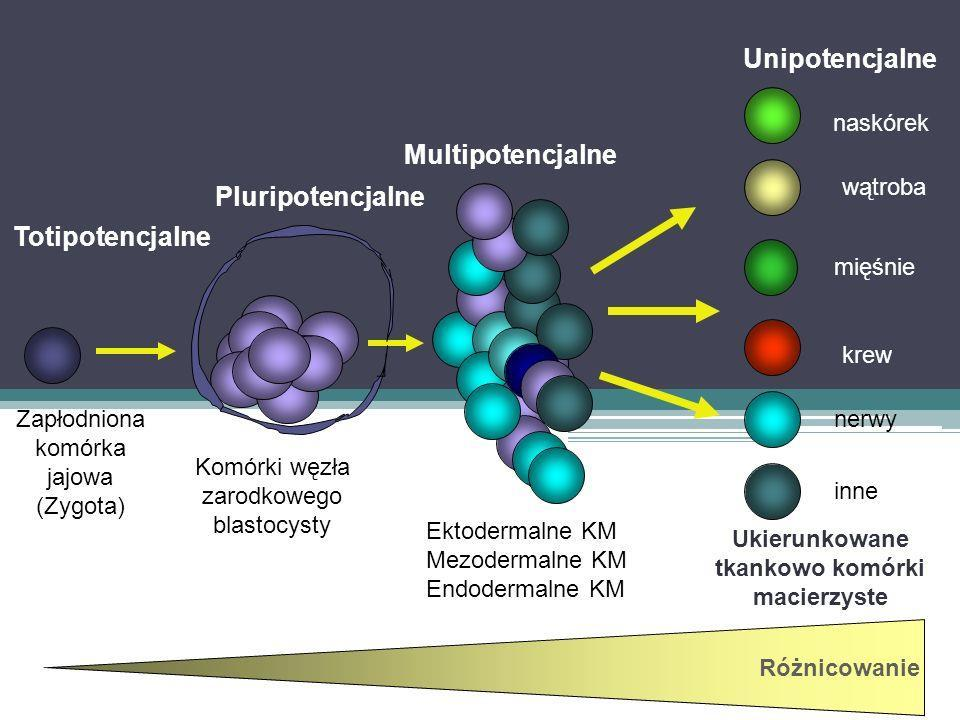 Totipotencjalne
Zapłodniona
komórka
jajowa
(Zygota)
Pluripotencjalne
Komórki węzła
zarodkowego
blastocysty
Multipotencjalne
Ektodermalne KM
Mezodermalne KM
Endodermalne KM
Unipotencjalne
naskórek
wątroba
mięśnie
krew
nerwy
inne
Ukierunkowane
tkankowo komórki
macierzyste
Różnicowanie